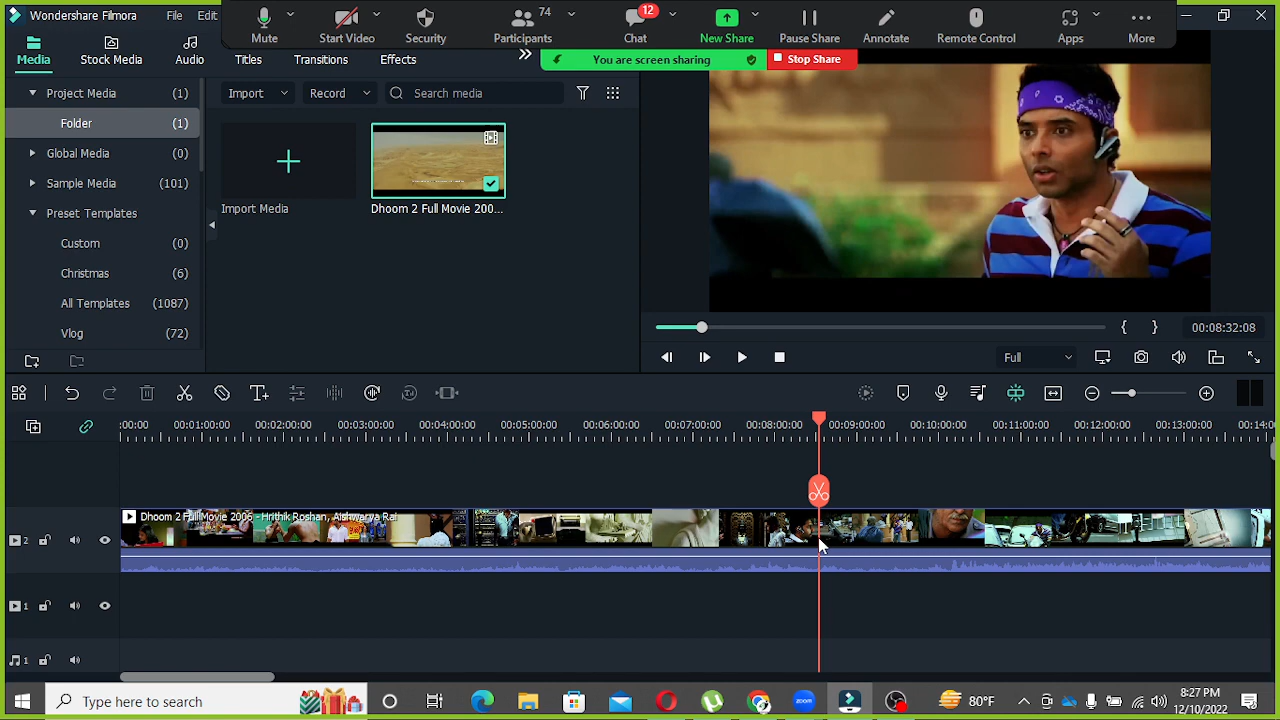 Wondershare Filmora File Edit
Mute Start Video Security Participants 74 Chat 12 New Share Pause Share Annotate Remote Control Apps More
You are screen sharing Stop Share
Media Stock Media Audio Titles Transitions Effects
Project Media (1)
Folder (1)
Global Media (0)
Sample Media (101)
Preset Templates
Custom (0)
Christmas (6)
All Templates (1087)
Vlog (72)
Import Record Search media
Import Media
Dhoom 2 Full Movie 200...
00:08:32:08
Full
:00:00 00:01:00:00 00:02:00:00 00:03:00:00 00:04:00:00 00:05:00:00 00:06:00:00 00:07:00:00 00:08:00:00 00:09:00:00 00:10:00:00 00:11:00:00 00:12:00:00 00:13:00:00 00:14:0
Dhoom 2 Full Movie 2006 - Hrithik Roshan, Aishwarya Rai
2
1
1
Type here to search
zoom
80°F
8:27 PM
12/10/2022